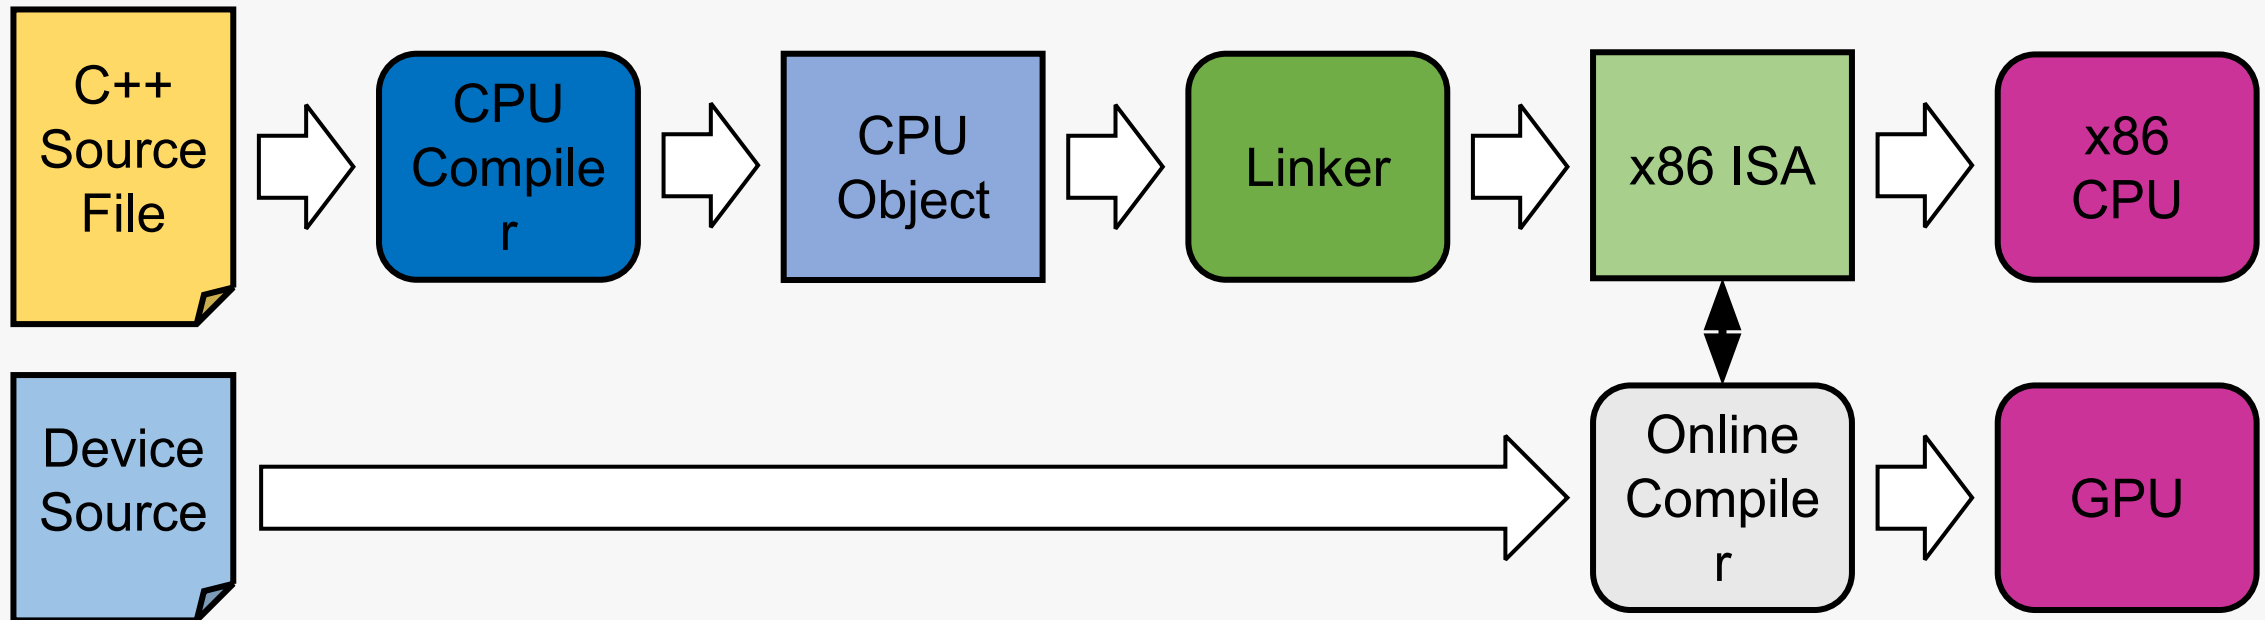 C++
Source
File
CPU
Compile
r
CPU
Object
Linker
x86 ISA
x86
CPU
Device
Source
Online
Compile
r
GPU